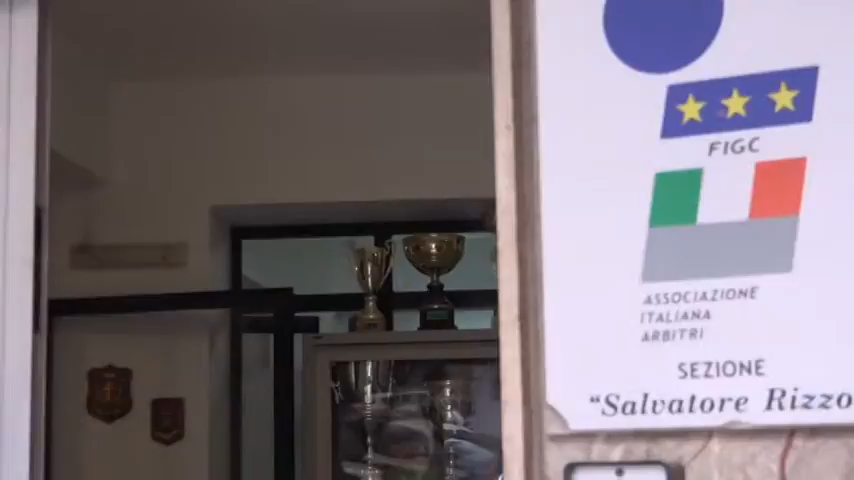 FIGC
ASSOCIAZIONE
ITALIANA
ARBITRI
SEZIONE
“Salvatore Rizzo